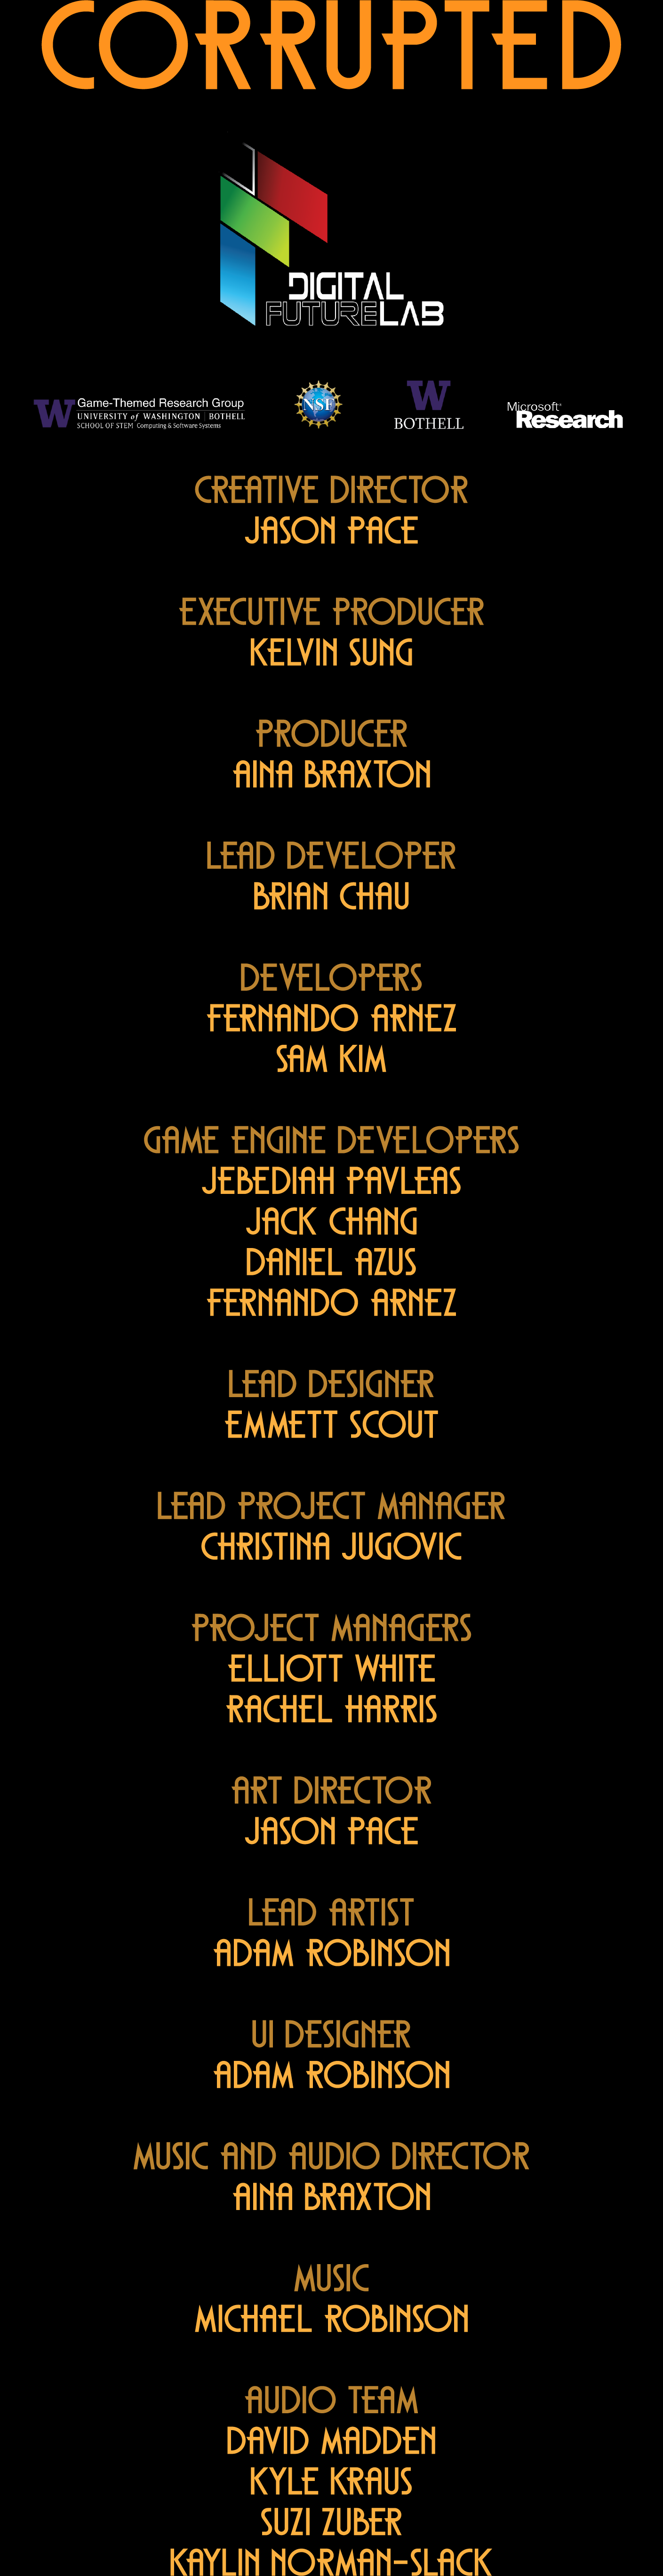 CORRUPTED
DIGITAL
FUTURELAB
W Game-Themed Research Group
UNIVERSITY of WASHINGTON | BOTHELL
SCHOOL OF STEM Computing & Software Systems
NSF
W
BOTHELL
Microsoft®
Research
CREATIVE DIRECTOR
JASON PACE
EXECUTIVE PRODUCER
KELVIN SUNG
PRODUCER
AINA BRAXTON
LEAD DEVELOPER
BRIAN CHAU
DEVELOPERS
FERNANDO ARNEZ
SAM KIM
GAME ENGINE DEVELOPERS
JEBEDIAH PAVLEAS
JACK CHANG
DANIEL AZUS
FERNANDO ARNEZ
LEAD DESIGNER
EMMETT SCOUT
LEAD PROJECT MANAGER
CHRISTINA JUGOVIC
PROJECT MANAGERS
ELLIOTT WHITE
RACHEL HARRIS
ART DIRECTOR
JASON PACE
LEAD ARTIST
ADAM ROBINSON
UI DESIGNER
ADAM ROBINSON
MUSIC AND AUDIO DIRECTOR
AINA BRAXTON
MUSIC
MICHAEL ROBINSON
AUDIO TEAM
DAVID MADDEN
KYLE KRAUS
SUZI ZUBER
KAYLIN NORMAN-SLACK